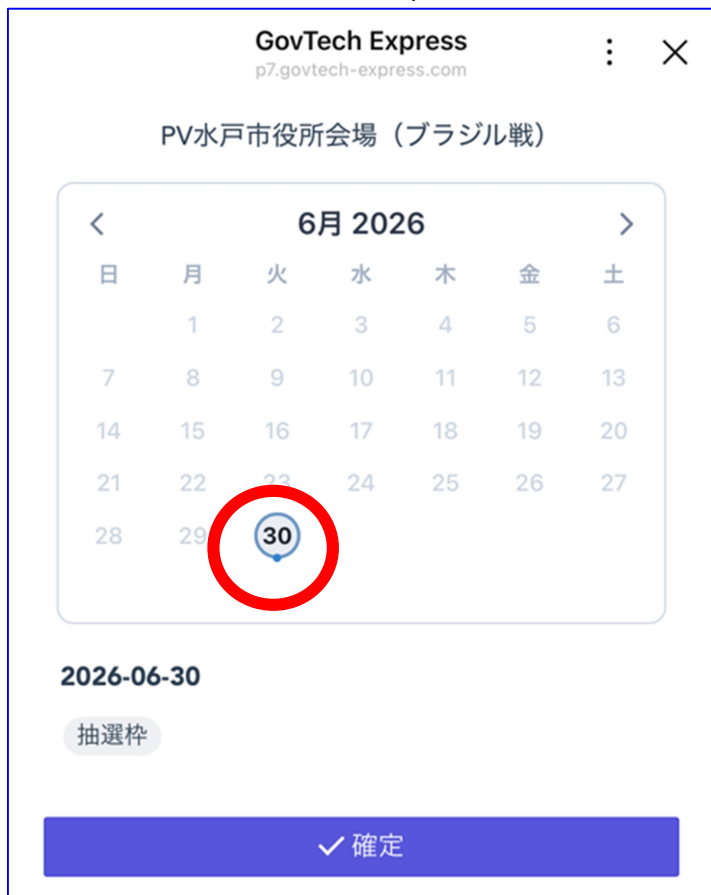 GovTech Express
p7.govtech-express.com
PV水戸市役所会場（ブラジル戦）
6月 2026
日 月 火 水 木 金 土
1 2 3 4 5 6
7 8 9 10 11 12 13
14 15 16 17 18 19 20
21 22 23 24 25 26 27
28 29 30
2026-06-30
抽選枠
確定